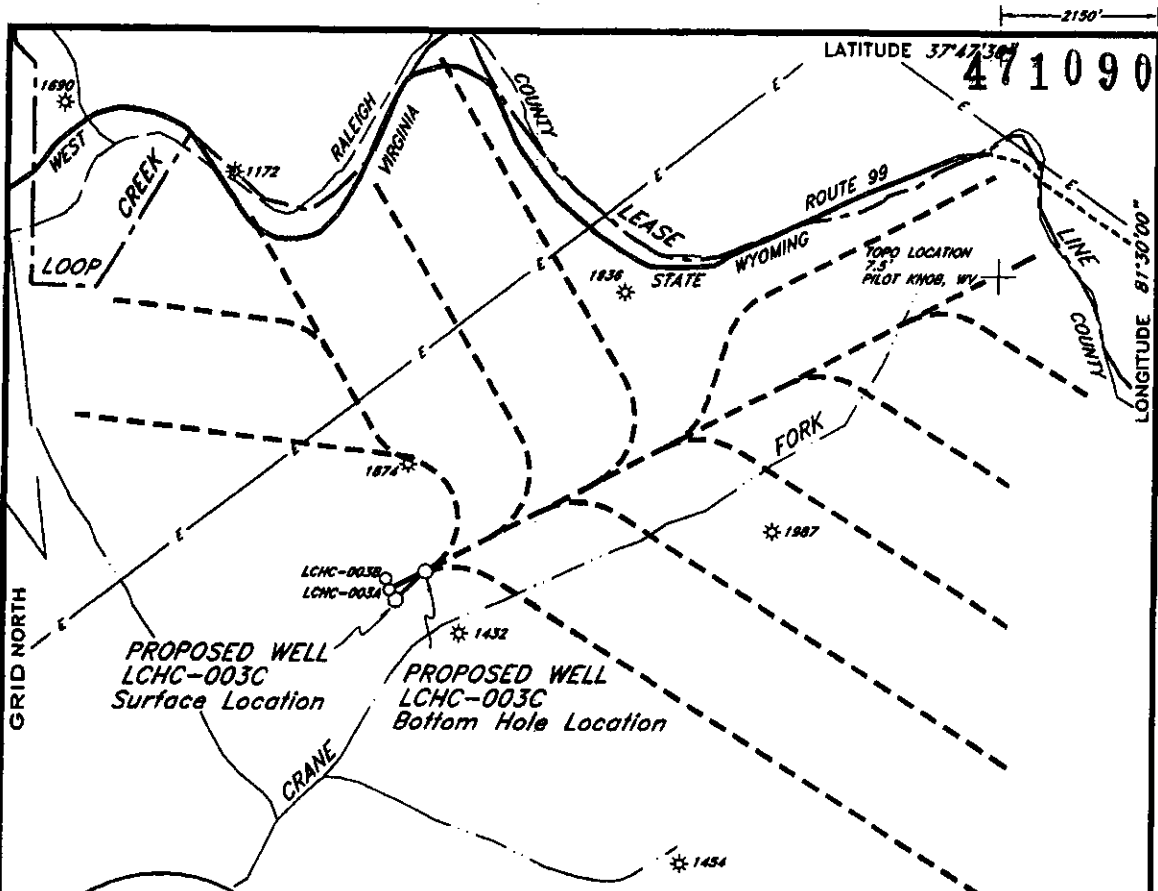 2150'
LATITUDE 37°47'30"
471090
1690
WEST
RALEIGH
COUNTY
VIRGINIA
1172
CREEK
LOOP
E
E
E
E
E
E
E
E
ROUTE 99
LEASE
WYOMING
STATE
1836
TOPO LOCATION
7.5'
PILOT KNOB, WV
LINE
COUNTY
LONGITUDE 81°30'00"
FORK
1874
1987
LCHC-003B
LCHC-003A
1432
GRID NORTH
PROPOSED WELL
LCHC-003C
Surface Location
PROPOSED WELL
LCHC-003C
Bottom Hole Location
CRANE
1454